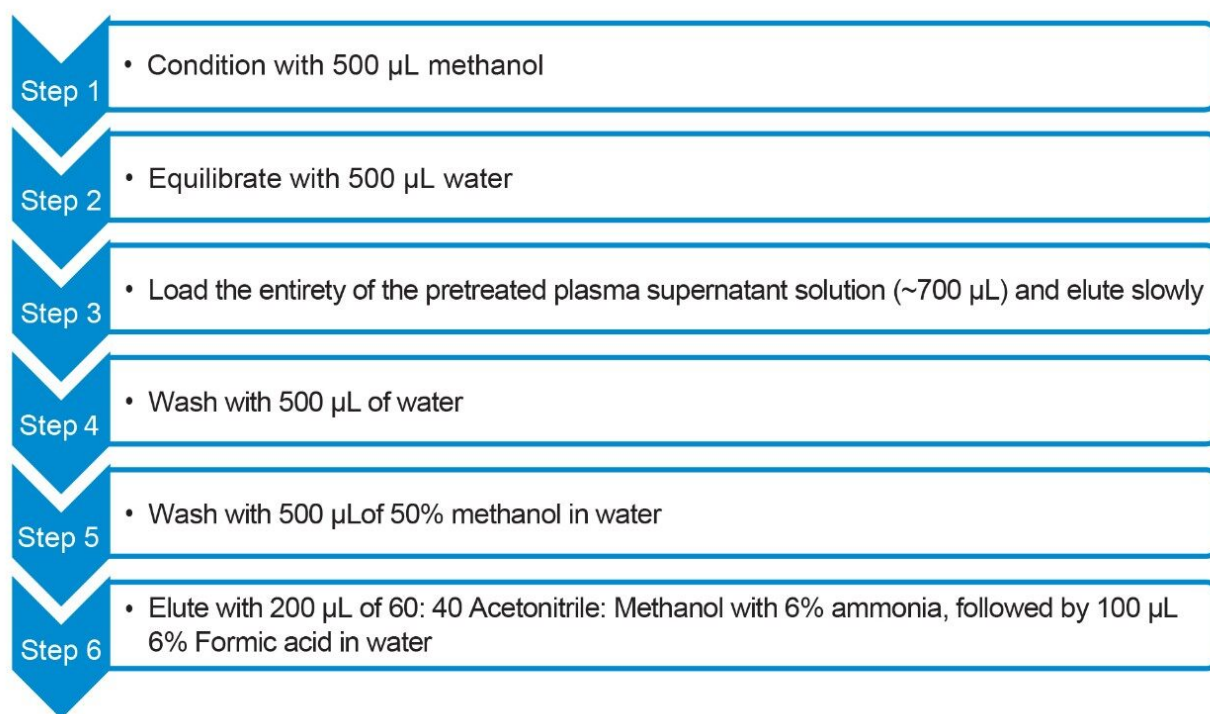 Step 1
• Condition with 500 µL methanol
Step 2
• Equilibrate with 500 µL water
Step 3
• Load the entirety of the pretreated plasma supernatant solution (~700 µL) and elute slowly
Step 4
• Wash with 500 µL of water
Step 5
• Wash with 500 µLof 50% methanol in water
Step 6
• Elute with 200 µL of 60: 40 Acetonitrile: Methanol with 6% ammonia, followed by 100 µL
6% Formic acid in water